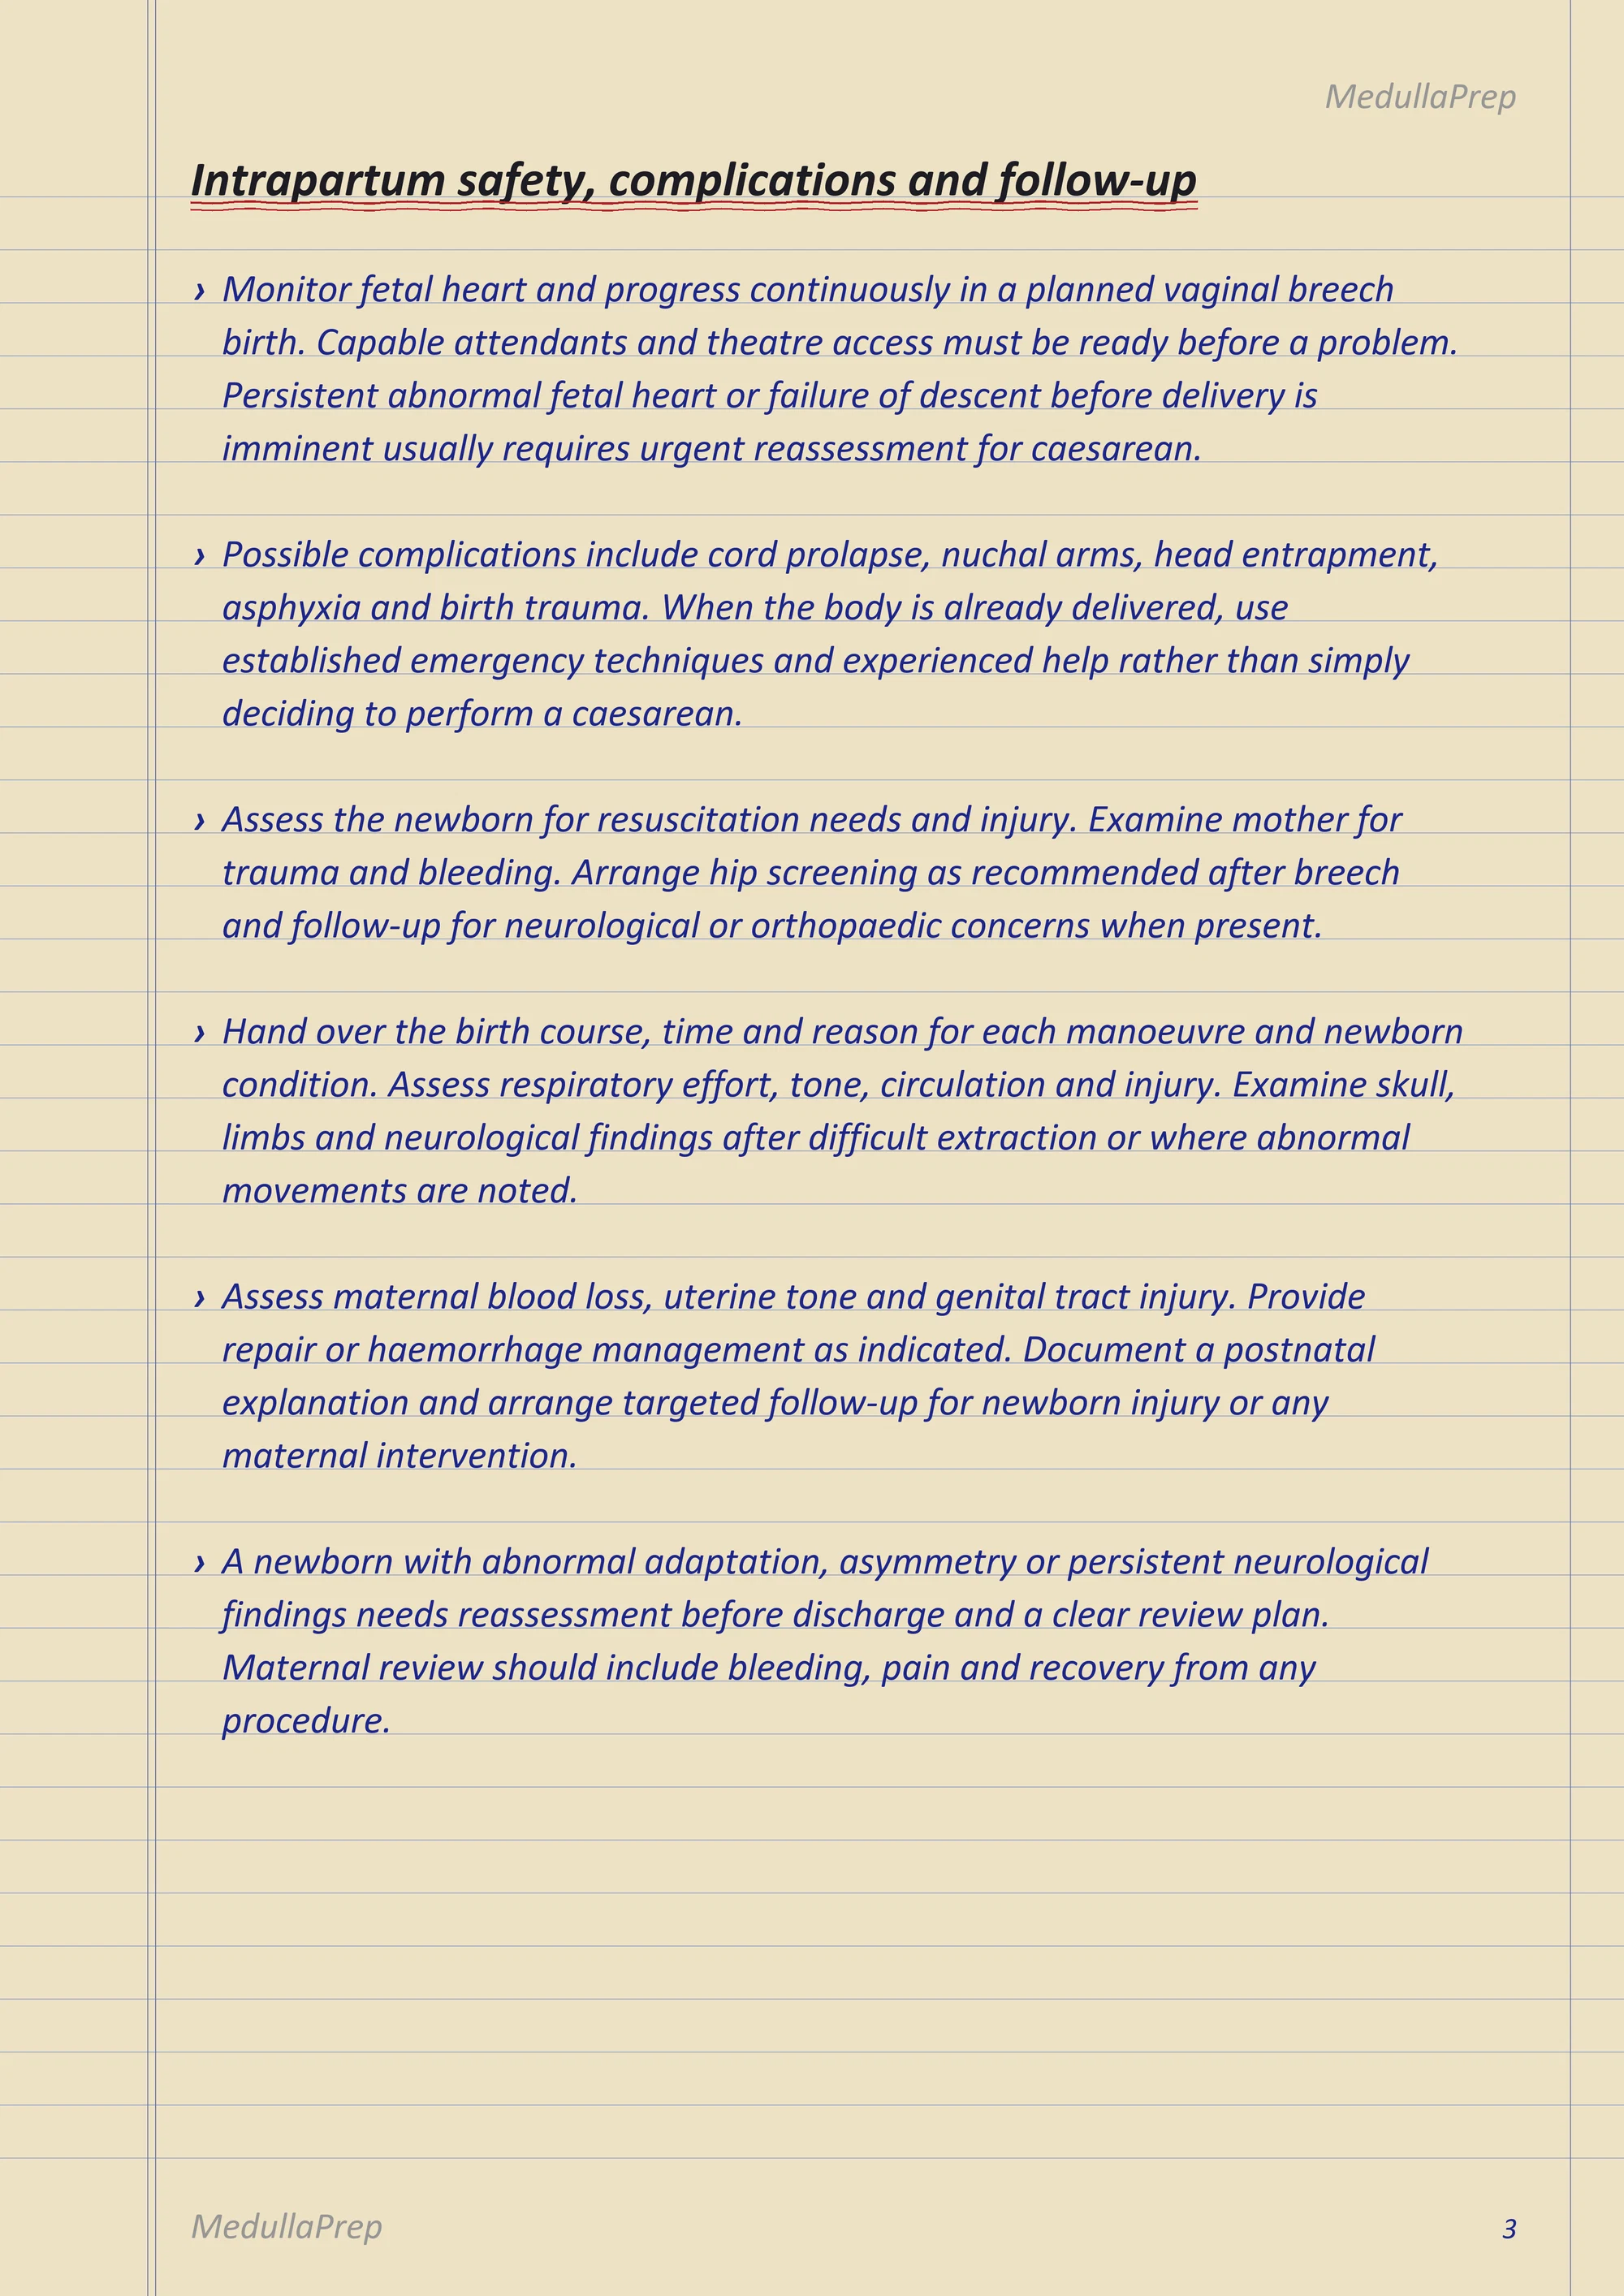 MedullaPrep
Intrapartum safety, complications and follow-up
› Monitor fetal heart and progress continuously in a planned vaginal breech
birth. Capable attendants and theatre access must be ready before a problem.
Persistent abnormal fetal heart or failure of descent before delivery is
imminent usually requires urgent reassessment for caesarean.
› Possible complications include cord prolapse, nuchal arms, head entrapment,
asphyxia and birth trauma. When the body is already delivered, use
established emergency techniques and experienced help rather than simply
deciding to perform a caesarean.
› Assess the newborn for resuscitation needs and injury. Examine mother for
trauma and bleeding. Arrange hip screening as recommended after breech
and follow-up for neurological or orthopaedic concerns when present.
› Hand over the birth course, time and reason for each manoeuvre and newborn
condition. Assess respiratory effort, tone, circulation and injury. Examine skull,
limbs and neurological findings after difficult extraction or where abnormal
movements are noted.
› Assess maternal blood loss, uterine tone and genital tract injury. Provide
repair or haemorrhage management as indicated. Document a postnatal
explanation and arrange targeted follow-up for newborn injury or any
maternal intervention.
› A newborn with abnormal adaptation, asymmetry or persistent neurological
findings needs reassessment before discharge and a clear review plan.
Maternal review should include bleeding, pain and recovery from any
procedure.
MedullaPrep
3